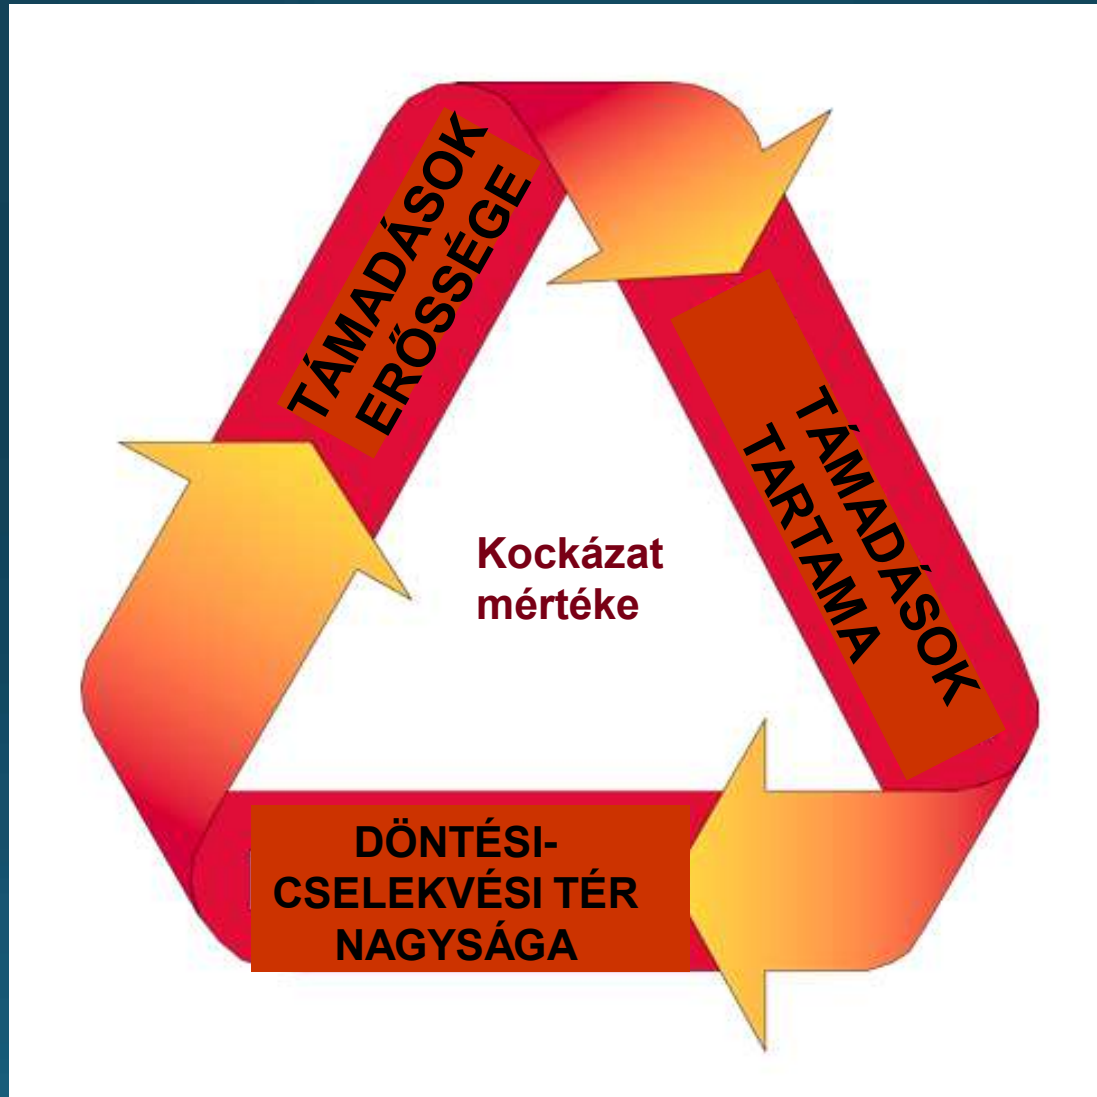 TÁMADÁSOK
ERŐSSÉGE
TÁMADÁSOK
TARTAMA
Kockázat
mértéke
DÖNTÉSI-
CSELEKVÉSI TÉR
NAGYSÁGA